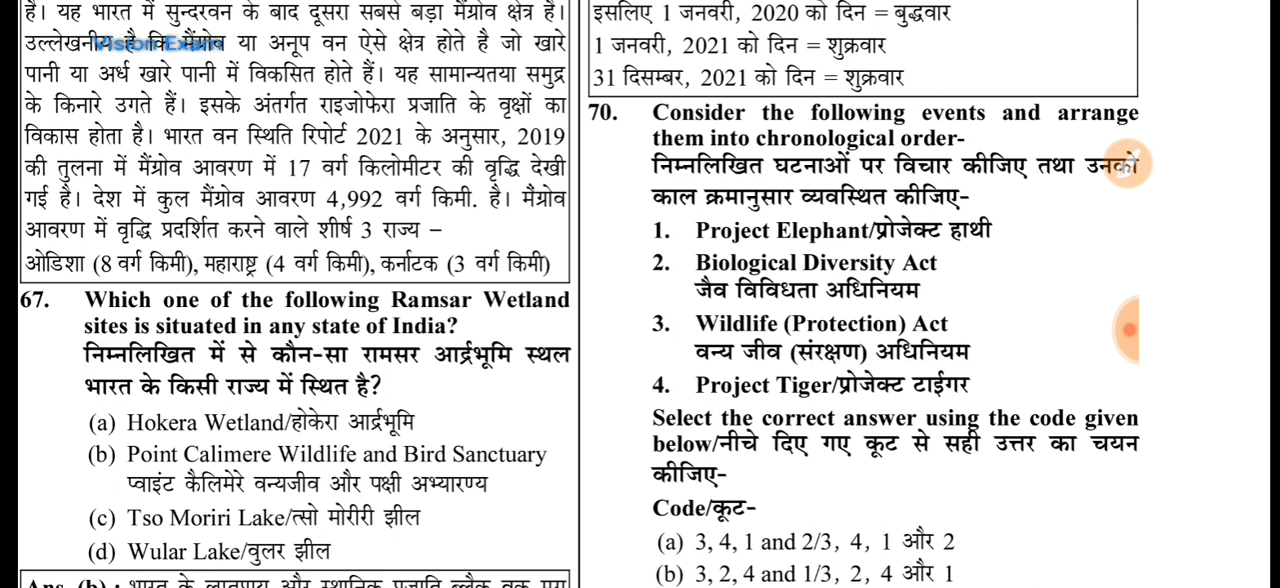 है। यह भारत में सुन्दरवन के बाद दूसरा सबसे बड़ा मैंग्रोव क्षेत्र है।
उल्लेखनीय है कि मैंग्रोव या अनूप वन ऐसे क्षेत्र होते है जो खारे
Vision Exam
पानी या अर्ध खारे पानी में विकसित होते हैं। यह सामान्यतया समुद्र
के किनारे उगते हैं। इसके अंतर्गत राइजोफेरा प्रजाति के वृक्षों का
विकास होता है। भारत वन स्थिति रिपोर्ट 2021 के अनुसार, 2019
की तुलना में मैंग्रोव आवरण में 17 वर्ग किलोमीटर की वृद्धि देखी
गई है। देश में कुल मैंग्रोव आवरण 4,992 वर्ग किमी. है। मैंग्रोव
आवरण में वृद्धि प्रदर्शित करने वाले शीर्ष 3 राज्य –
ओडिशा (8 वर्ग किमी), महाराष्ट्र (4 वर्ग किमी), कर्नाटक (3 वर्ग किमी)
67. Which one of the following Ramsar Wetland
sites is situated in any state of India?
निम्नलिखित में से कौन-सा रामसर आर्द्रभूमि स्थल
भारत के किसी राज्य में स्थित है?
(a) Hokera Wetland/होकेरा आर्द्रभूमि
(b) Point Calimere Wildlife and Bird Sanctuary
प्वाइंट कैलिमेरे वन्यजीव और पक्षी अभ्यारण्य
(c) Tso Moriri Lake/त्सो मोरीरी झील
(d) Wular Lake/वुलर झील
Ans. (b) : भारत के
इसलिए 1 जनवरी, 2020 को दिन = बुद्धवार
1 जनवरी, 2021 को दिन = शुक्रवार
31 दिसम्बर, 2021 को दिन = शुक्रवार
70. Consider the following events and arrange
them into chronological order-
निम्नलिखित घटनाओं पर विचार कीजिए तथा उनको
काल क्रमानुसार व्यवस्थित कीजिए-
1. Project Elephant/प्रोजेक्ट हाथी
2. Biological Diversity Act
जैव विविधता अधिनियम
3. Wildlife (Protection) Act
वन्य जीव (संरक्षण) अधिनियम
4. Project Tiger/प्रोजेक्ट टाईगर
Select the correct answer using the code given
below/नीचे दिए गए कूट से सही उत्तर का चयन
कीजिए-
Code/कूट-
(a) 3, 4, 1 and 2/3, 4, 1 और 2
(b) 3, 2, 4 and 1/3, 2, 4 और 1